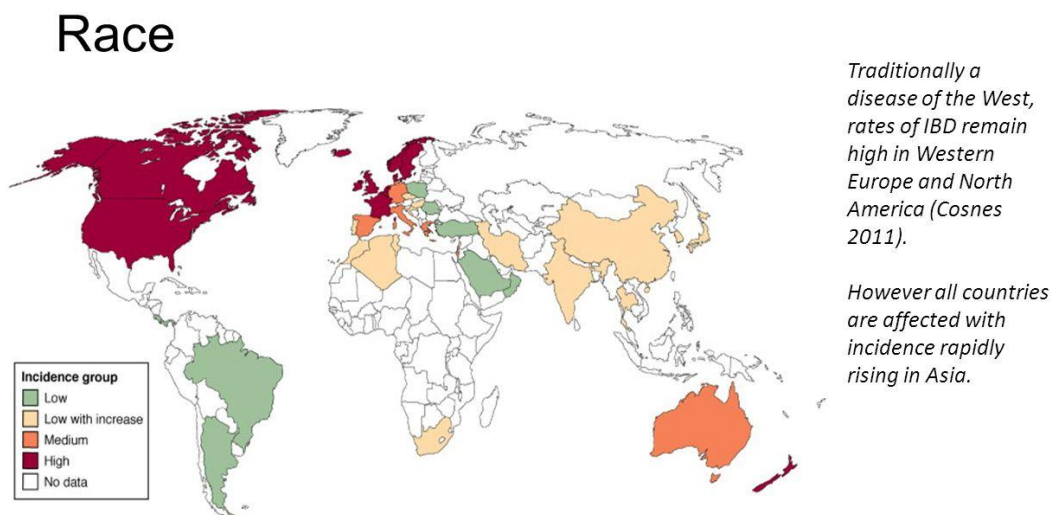 Race
Traditionally a
disease of the West,
rates of IBD remain
high in Western
Europe and North
America (Cosnes
2011).
However all countries
are affected with
incidence rapidly
rising in Asia.
Incidence group
Low
Low with increase
Medium
High
No data